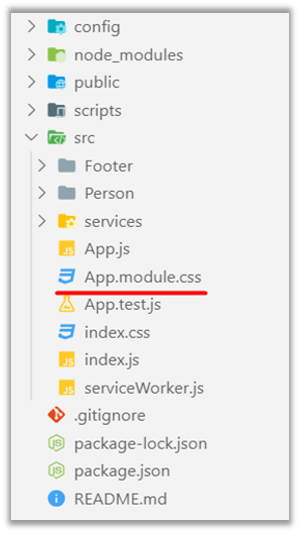 config
node_modules
public
scripts
src
Footer
Person
services
App.js
App.module.css
App.test.js
index.css
index.js
serviceWorker.js
.gitignore
package-lock.json
package.json
README.md